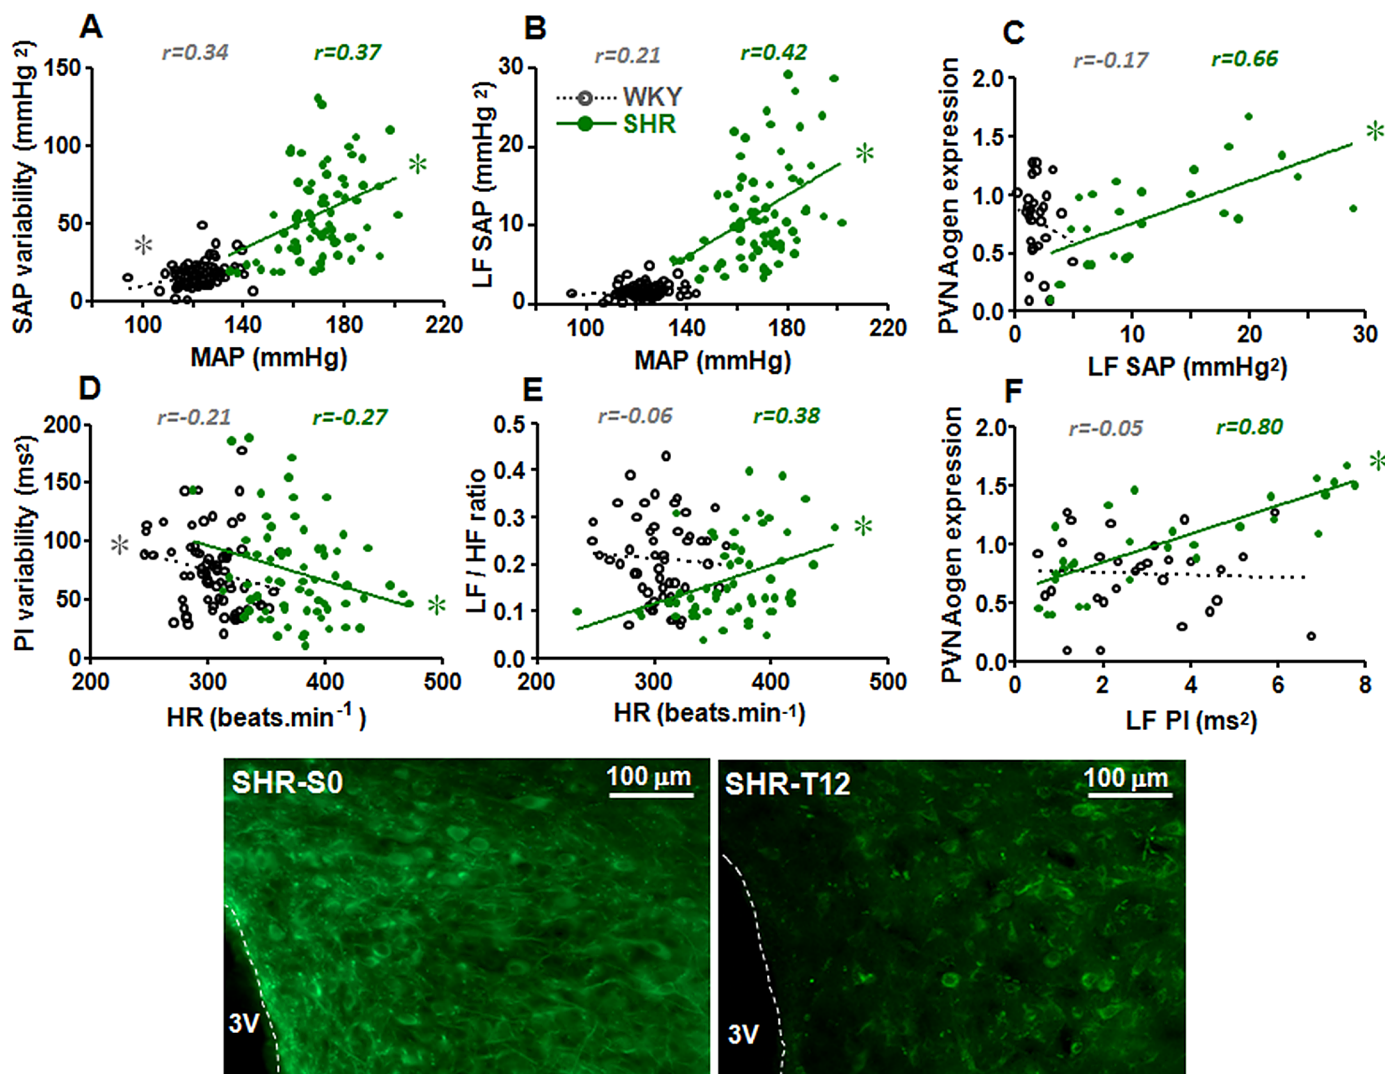 A
r=0.34 r=0.37
SAP variability (mmHg 2)
150
100
50
0
100 140 180 220
MAP (mmHg)
B
r=0.21 r=0.42
LF SAP (mmHg 2)
30
20
10
0
WKY
SHR
100 140 180 220
MAP (mmHg)
C
r=-0.17 r=0.66
PVN Aogen expression
2.0
1.5
1.0
0.5
0.0
0 10 20 30
LF SAP (mmHg2)
D
r=-0.21 r=-0.27
PI variability (ms2)
200
150
100
50
0
200 300 400 500
HR (beats.min-1)
E
r=-0.06 r=0.38
LF / HF ratio
0.5
0.4
0.3
0.2
0.1
0.0
200 300 400 500
HR (beats.min-1)
F
r=-0.05 r=0.80
PVN Aogen expression
2.0
1.5
1.0
0.5
0.0
0 2 4 6 8
LF PI (ms2)
SHR-S0 100 µm
3V
SHR-T12 100 µm
3V